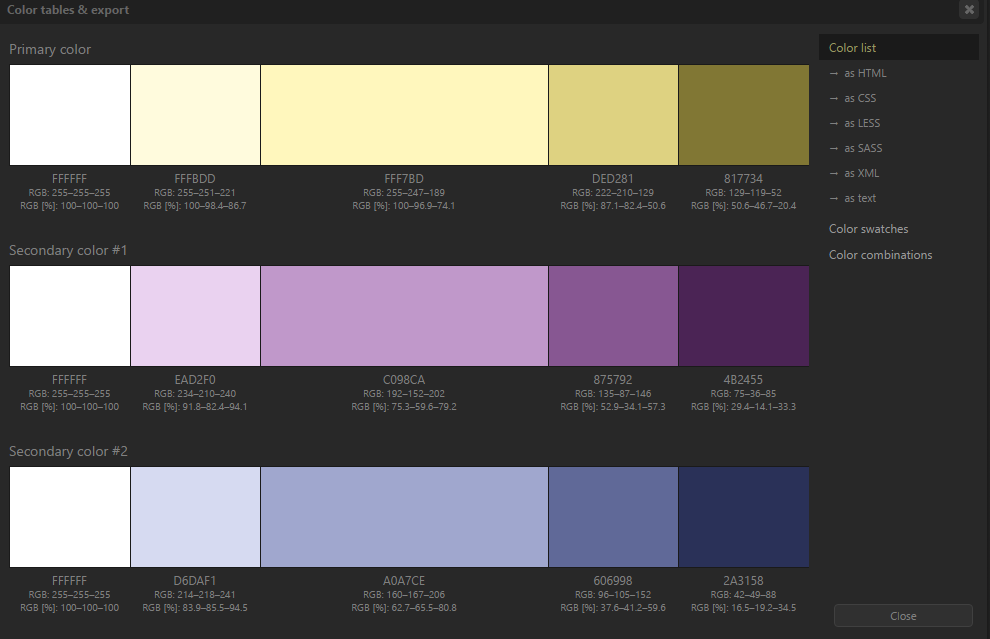 Color tables & export
Primary color
FFFFFF
RGB: 255–255–255
RGB [%]: 100–100–100
FFFBDD
RGB: 255–251–221
RGB [%]: 100–98.4–86.7
FFF7BD
RGB: 255–247–189
RGB [%]: 100–96.9–74.1
DED281
RGB: 222–210–129
RGB [%]: 87.1–82.4–50.6
817734
RGB: 129–119–52
RGB [%]: 50.6–46.7–20.4
Secondary color #1
FFFFFF
RGB: 255–255–255
RGB [%]: 100–100–100
EAD2F0
RGB: 234–210–240
RGB [%]: 91.8–82.4–94.1
C098CA
RGB: 192–152–202
RGB [%]: 75.3–59.6–79.2
875792
RGB: 135–87–146
RGB [%]: 52.9–34.1–57.3
4B2455
RGB: 75–36–85
RGB [%]: 29.4–14.1–33.3
Secondary color #2
FFFFFF
RGB: 255–255–255
RGB [%]: 100–100–100
D6DAF1
RGB: 214–218–241
RGB [%]: 83.9–85.5–94.5
A0A7CE
RGB: 160–167–206
RGB [%]: 62.7–65.5–80.8
606998
RGB: 96–105–152
RGB [%]: 37.6–41.2–59.6
2A3158
RGB: 42–49–88
RGB [%]: 16.5–19.2–34.5
Color list
→ as HTML
→ as CSS
→ as LESS
→ as SASS
→ as XML
→ as text
Color swatches
Color combinations
Close